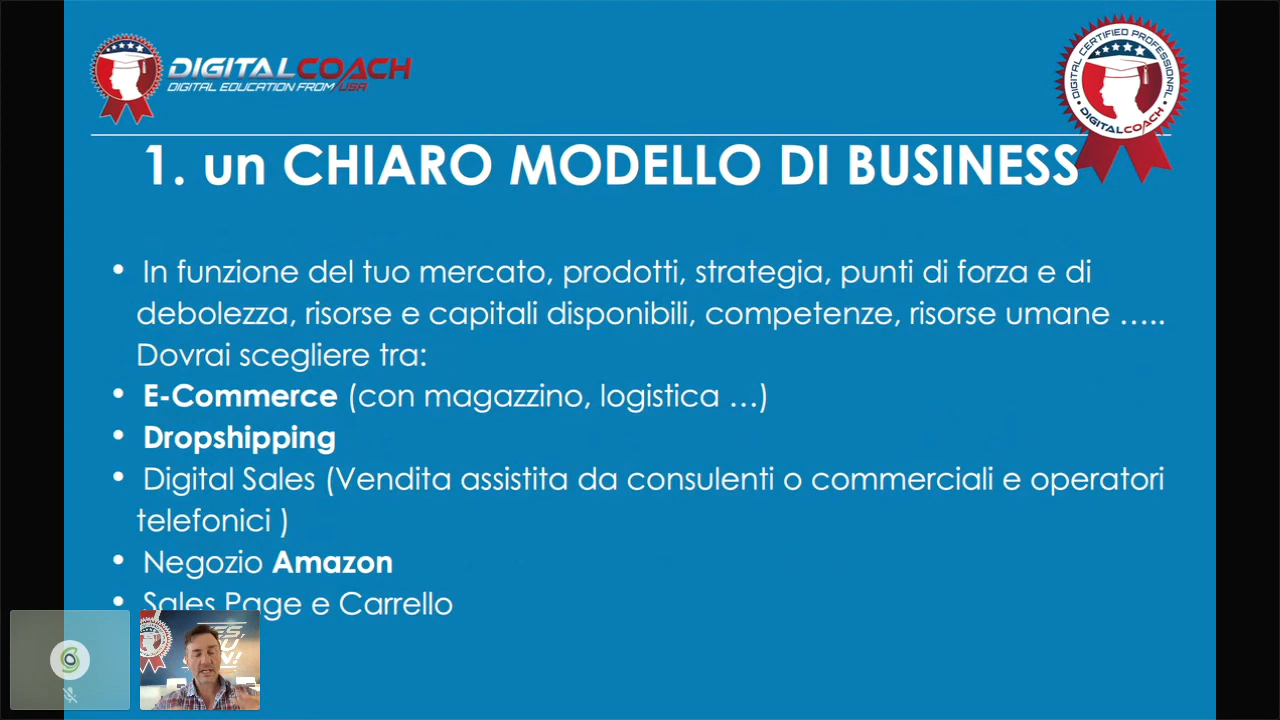 DIGITALCOACH
DIGITAL EDUCATION FROM USA
DIGITAL CERTIFIED PROFESSIONAL
• DIGITALCOACH •
1. un CHIARO MODELLO DI BUSINESS
• In funzione del tuo mercato, prodotti, strategia, punti di forza e di
debolezza, risorse e capitali disponibili, competenze, risorse umane …..
Dovrai scegliere tra:
• E-Commerce (con magazzino, logistica …)
• Dropshipping
• Digital Sales (Vendita assistita da consulenti o commerciali e operatori
telefonici )
• Negozio Amazon
• Sales Page e Carrello